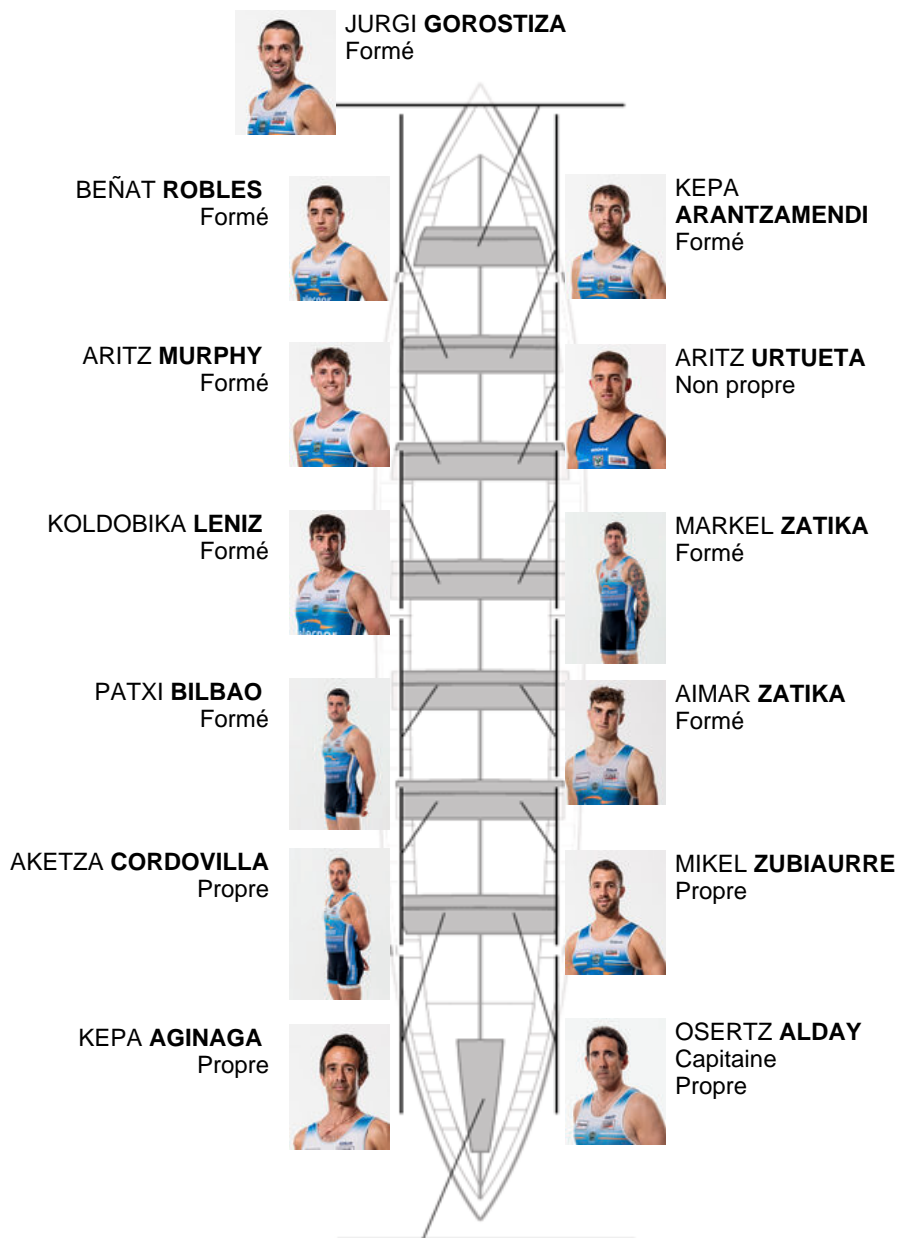 JURGI GOROSTIZA
Formé
BEÑAT ROBLES
Formé
KEPA
ARANTZAMENDI
Formé
ARITZ MURPHY
Formé
ARITZ URTUETA
Non propre
KOLDOBIKA LENIZ
Formé
MARKEL ZATIKA
Formé
PATXI BILBAO
Formé
AIMAR ZATIKA
Formé
AKETZA CORDOVILLA
Propre
MIKEL ZUBIAURRE
Propre
KEPA AGINAGA
Propre
OSERTZ ALDAY
Capitaine
Propre